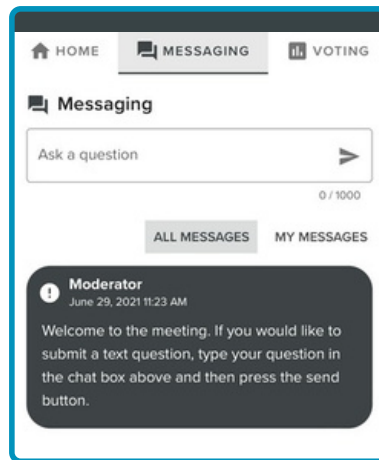 HOME MESSAGING VOTING
Messaging
Ask a question
0 / 1000
ALL MESSAGES MY MESSAGES
Moderator
June 29, 2021 11:23 AM
Welcome to the meeting. If you would like to
submit a text question, type your question in
the chat box above and then press the send
button.